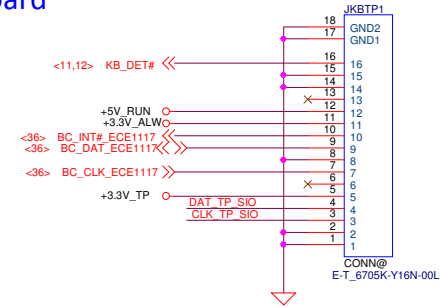 ard
JKBTP1
18 GND2
17 GND1
<11,12> KB_DET# 16 16
15 15
14 14
13 13
+5V_RUN 12 12
+3.3V_ALW 11 11
<36> BC_INT#_ECE1117 10 10
<36> BC_DAT_ECE1117 9 9
8 8
<36> BC_CLK_ECE1117 7 7
6 6
+3.3V_TP 5 5
DAT_TP_SIO 4 4
CLK_TP_SIO 3 3
2 2
1 1
CONN@
E-T_6705K-Y16N-00L